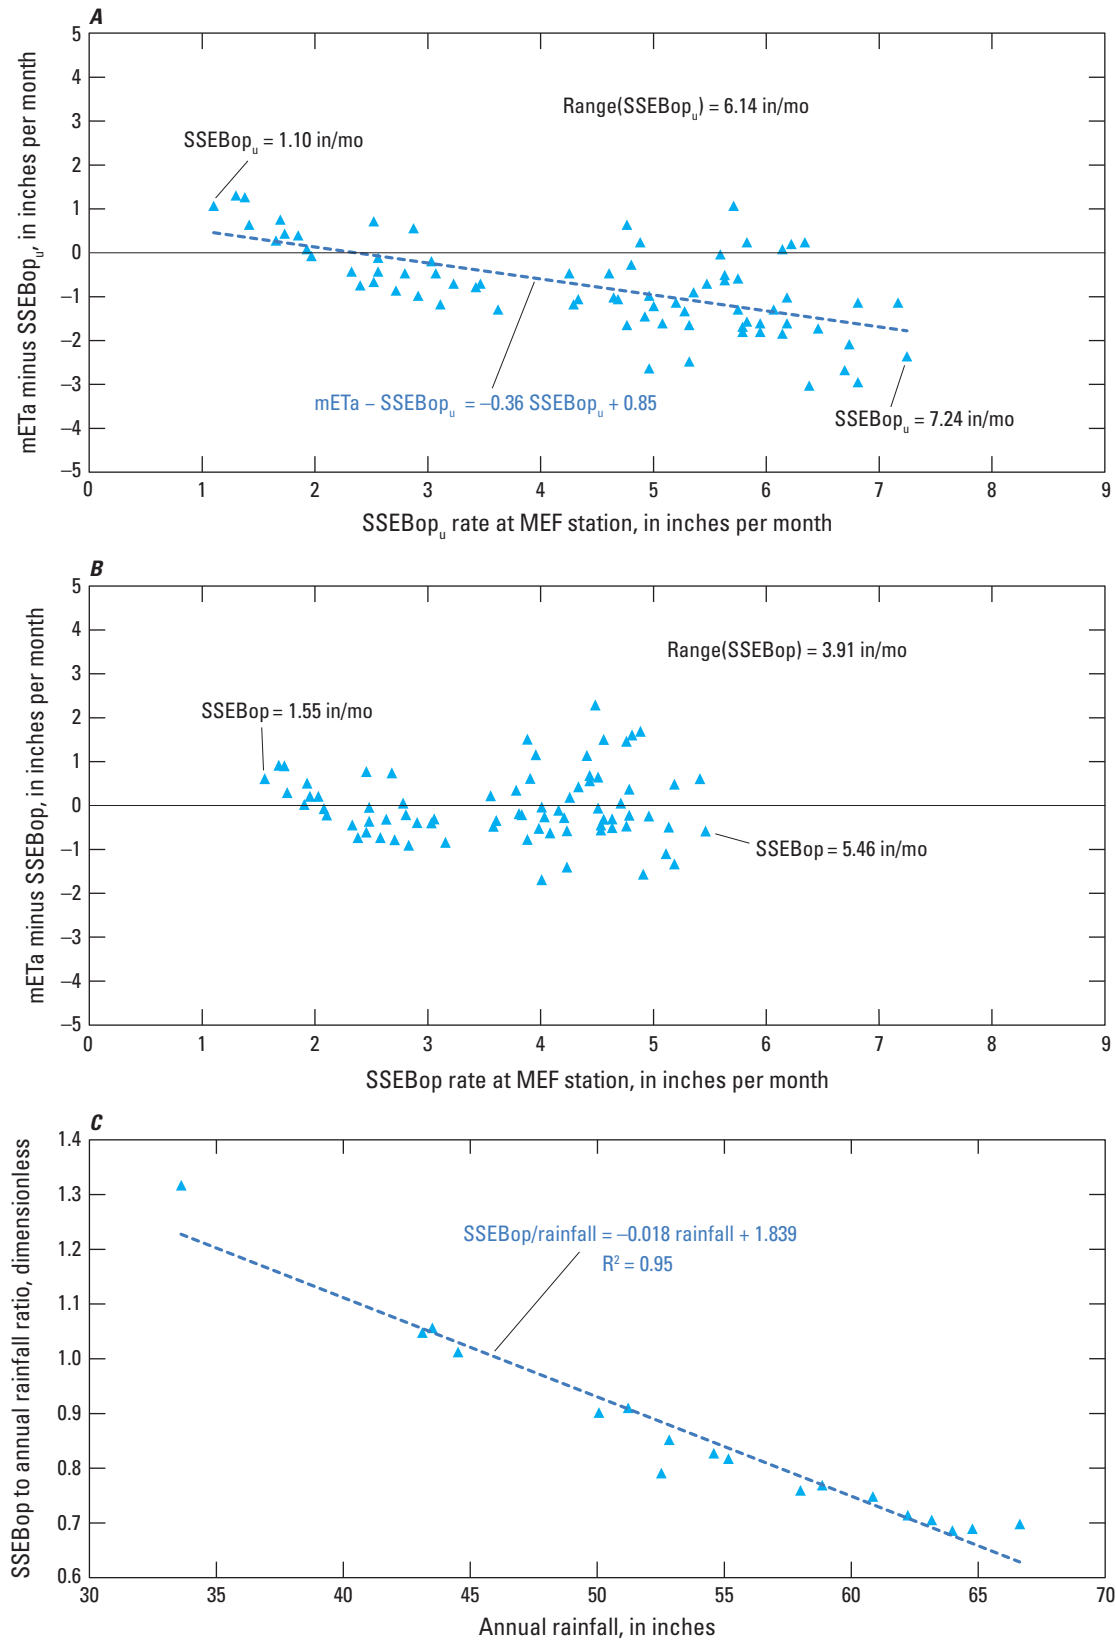 A
5
4
3
2
1
0
–1
–2
–3
–4
–5
mETa minus SSEBopu, in inches per month
Range(SSEBopu) = 6.14 in/mo
SSEBopu = 1.10 in/mo
mETa – SSEBopu = –0.36 SSEBopu + 0.85
SSEBopu = 7.24 in/mo
0 1 2 3 4 5 6 7 8 9
SSEBopu rate at MEF station, in inches per month
B
5
4
3
2
1
0
–1
–2
–3
–4
–5
mETa minus SSEBop, in inches per month
Range(SSEBop) = 3.91 in/mo
SSEBop = 1.55 in/mo
SSEBop = 5.46 in/mo
0 1 2 3 4 5 6 7 8 9
SSEBop rate at MEF station, in inches per month
C
1.4
1.3
1.2
1.1
1.0
0.9
0.8
0.7
0.6
SSEBop to annual rainfall ratio, dimensionless
SSEBop/rainfall = –0.018 rainfall + 1.839
R² = 0.95
30 35 40 45 50 55 60 65 70
Annual rainfall, in inches